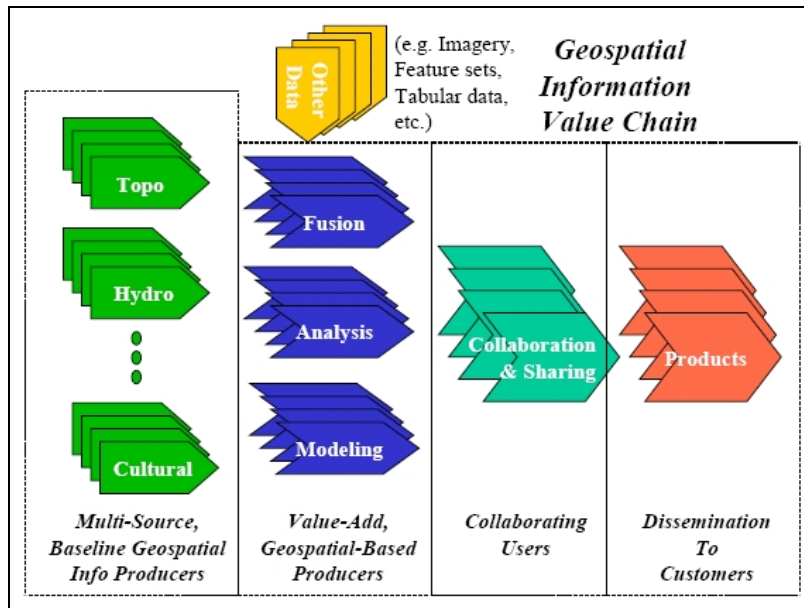 Geospatial
Information
Value Chain
Other
Data
(e.g. Imagery,
Feature sets,
Tabular data,
etc.)
Topo
Hydro
Cultural
Multi-Source,
Baseline Geospatial
Info Producers
Fusion
Analysis
Modeling
Value-Add,
Geospatial-Based
Producers
Collaboration
& Sharing
Collaborating
Users
Products
Dissemination
To
Customers